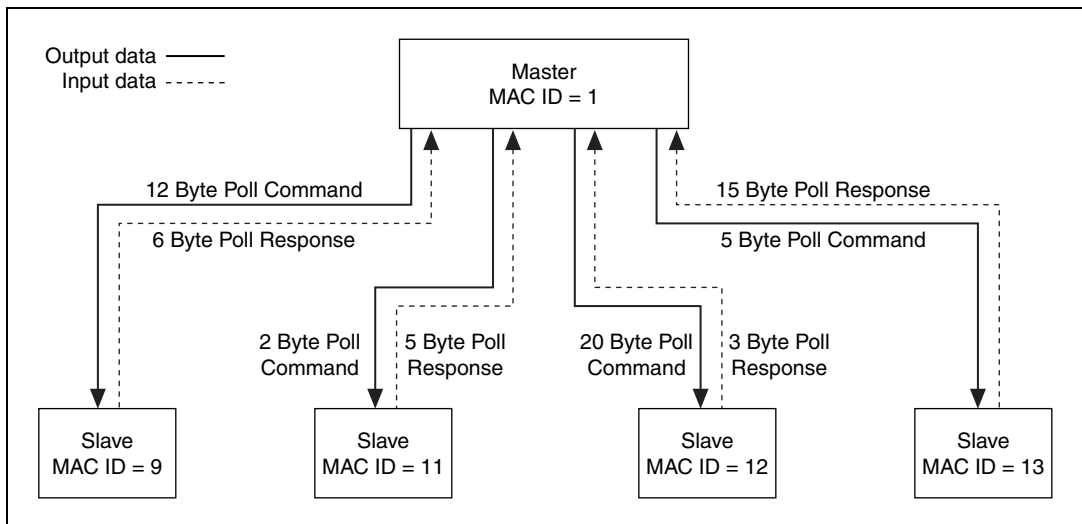 Output data
Input data
Master
MAC ID = 1
12 Byte Poll Command
6 Byte Poll Response
15 Byte Poll Response
5 Byte Poll Command
2 Byte Poll
Command
5 Byte Poll
Response
20 Byte Poll
Command
3 Byte Poll
Response
Slave
MAC ID = 9
Slave
MAC ID = 11
Slave
MAC ID = 12
Slave
MAC ID = 13